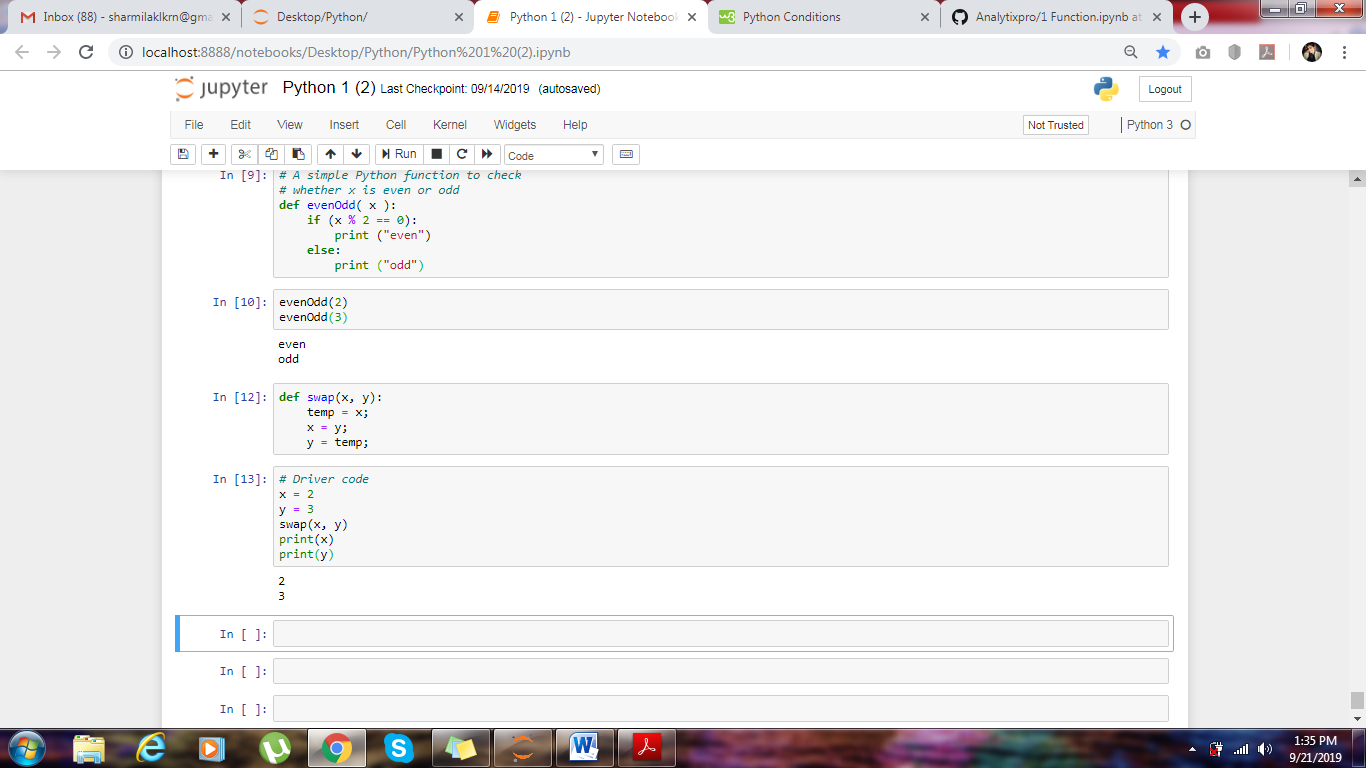 Inbox (88) - sharmilaklkrn@gma
Desktop/Python/
Python 1 (2) - Jupyter Notebook
Python Conditions
Analytixpro/1 Function.ipynb at
localhost:8888/notebooks/Desktop/Python/Python%201%20(2).ipynb
jupyter Python 1 (2) Last Checkpoint: 09/14/2019 (autosaved)
Logout
File Edit View Insert Cell Kernel Widgets Help
Not Trusted
Python 3
Run
Code
In [9]: # A simple Python function to check
# whether x is even or odd
def evenOdd( x ):
    if (x % 2 == 0):
        print ("even")
    else:
        print ("odd")
In [10]: evenOdd(2)
evenOdd(3)
even
odd
In [12]: def swap(x, y):
    temp = x;
    x = y;
    y = temp;
In [13]: # Driver code
x = 2
y = 3
swap(x, y)
print(x)
print(y)
2
3
In [ ]:
In [ ]:
In [ ]:
1:35 PM
9/21/2019